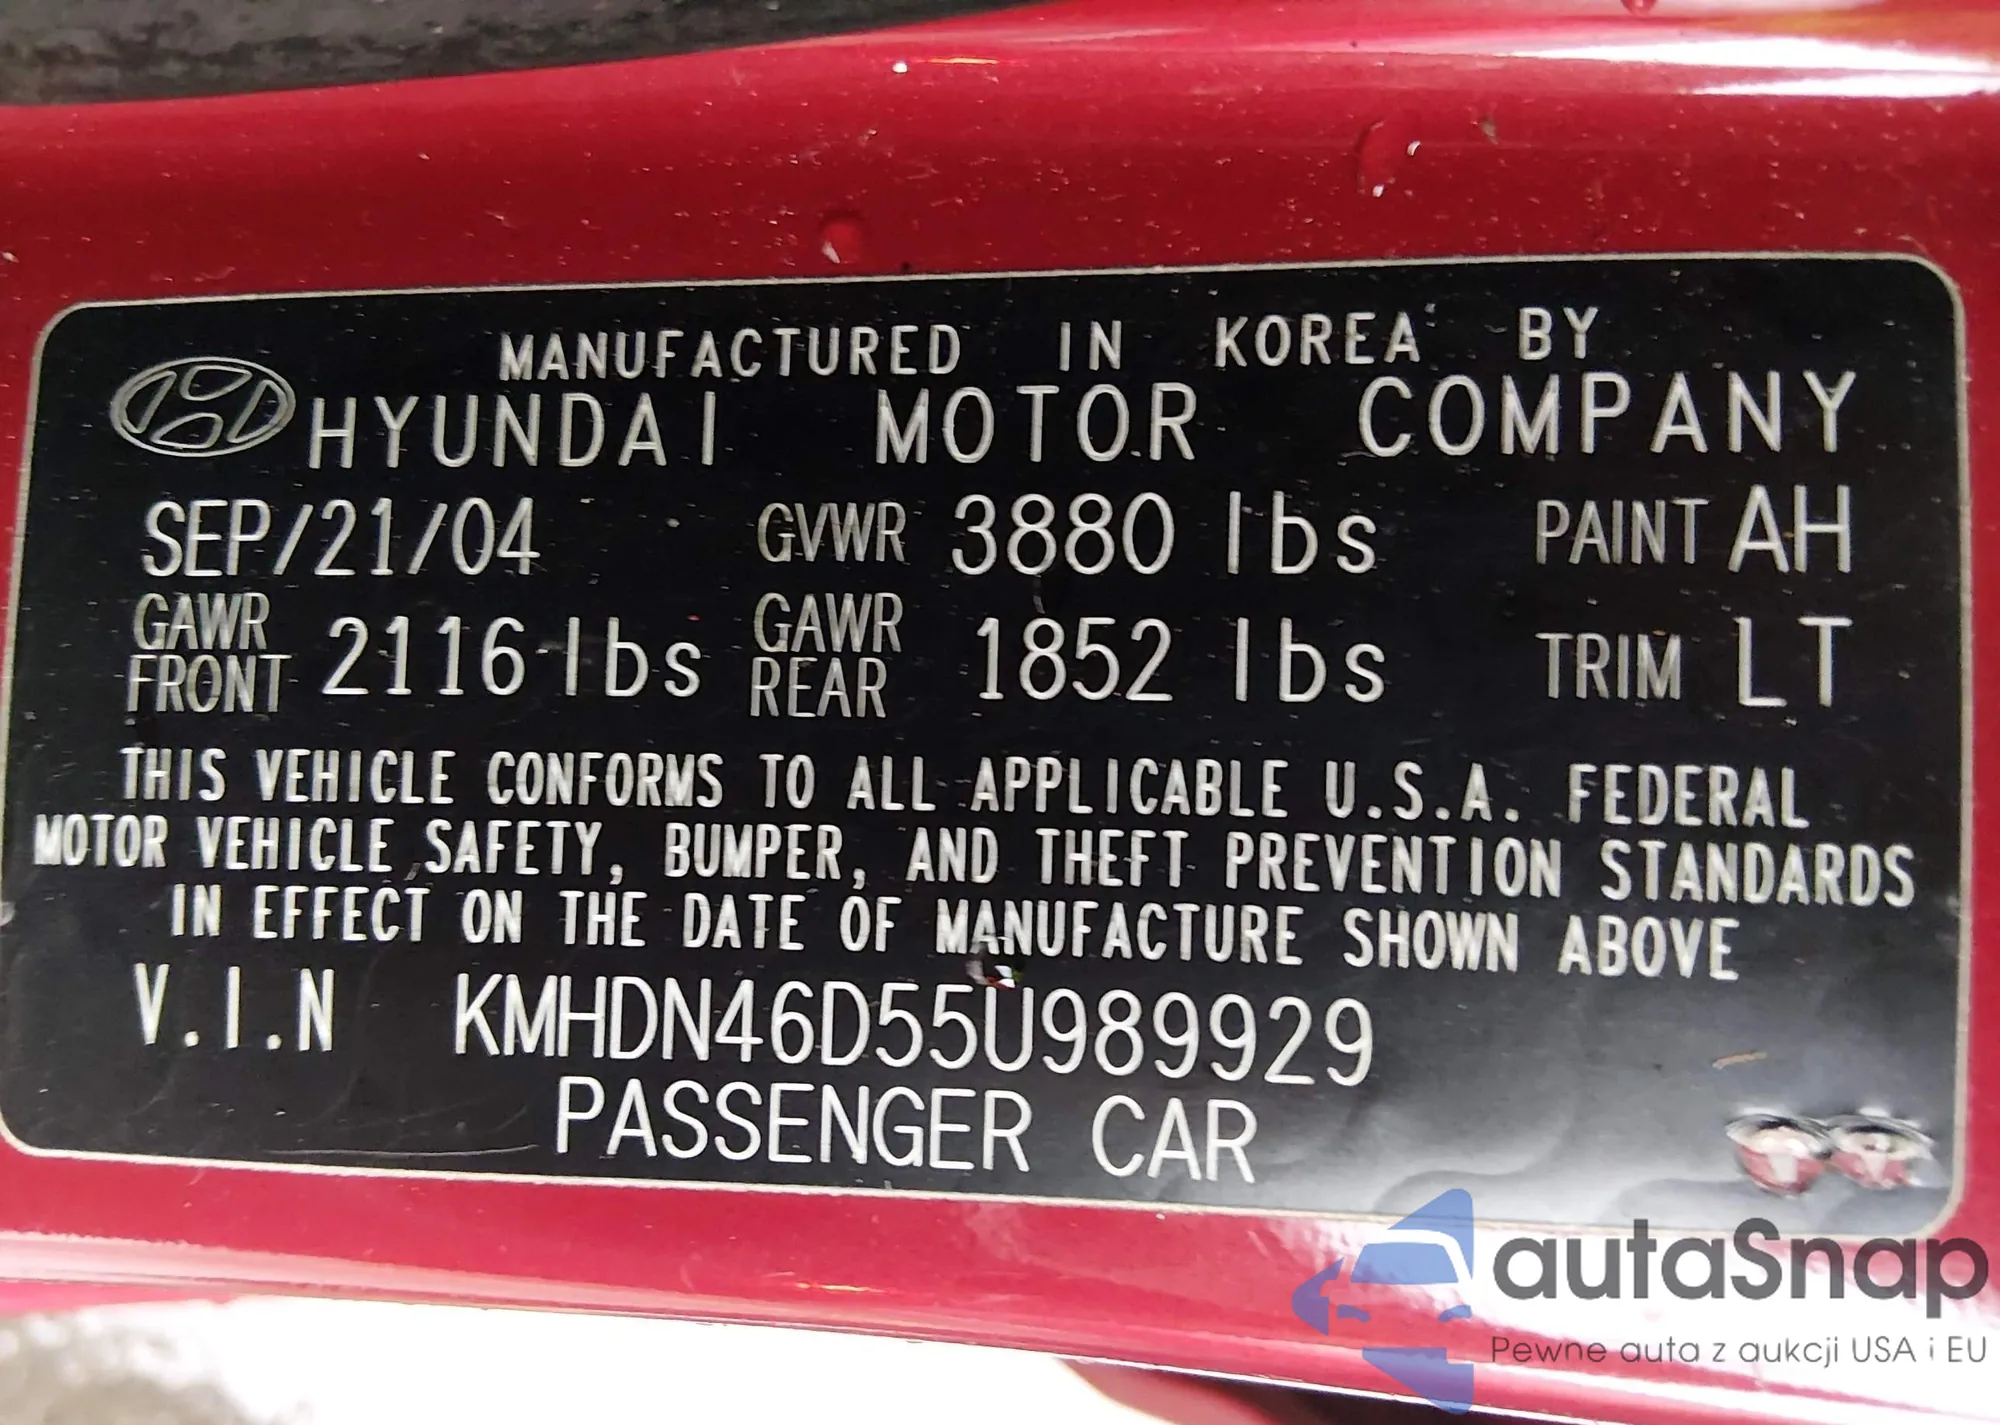 MANUFACTURED IN KOREA BY
HYUNDAI MOTOR COMPANY
SEP/21/04 GVWR 3880 lbs PAINT AH
GAWR FRONT 2116 lbs GAWR REAR 1852 lbs TRIM LT
THIS VEHICLE CONFORMS TO ALL APPLICABLE U.S.A. FEDERAL
MOTOR VEHICLE SAFETY, BUMPER, AND THEFT PREVENTION STANDARDS
IN EFFECT ON THE DATE OF MANUFACTURE SHOWN ABOVE
V.I.N KMHDN46D55U989929
PASSENGER CAR
autaSnap
Pewne auta z aukcji USA i EU